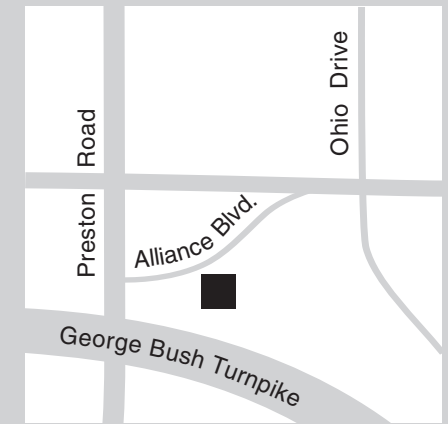 Ohio Drive
Preston Road
Alliance Blvd.
George Bush Turnpike